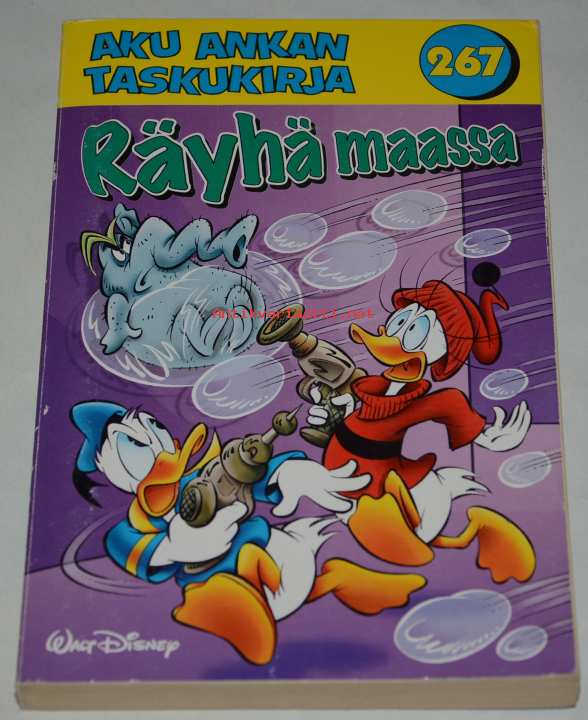 AKU ANKAN
TASKUKIRJA
267
Räyhä maassa
Antikvariaatti.net
WALT DISNEY